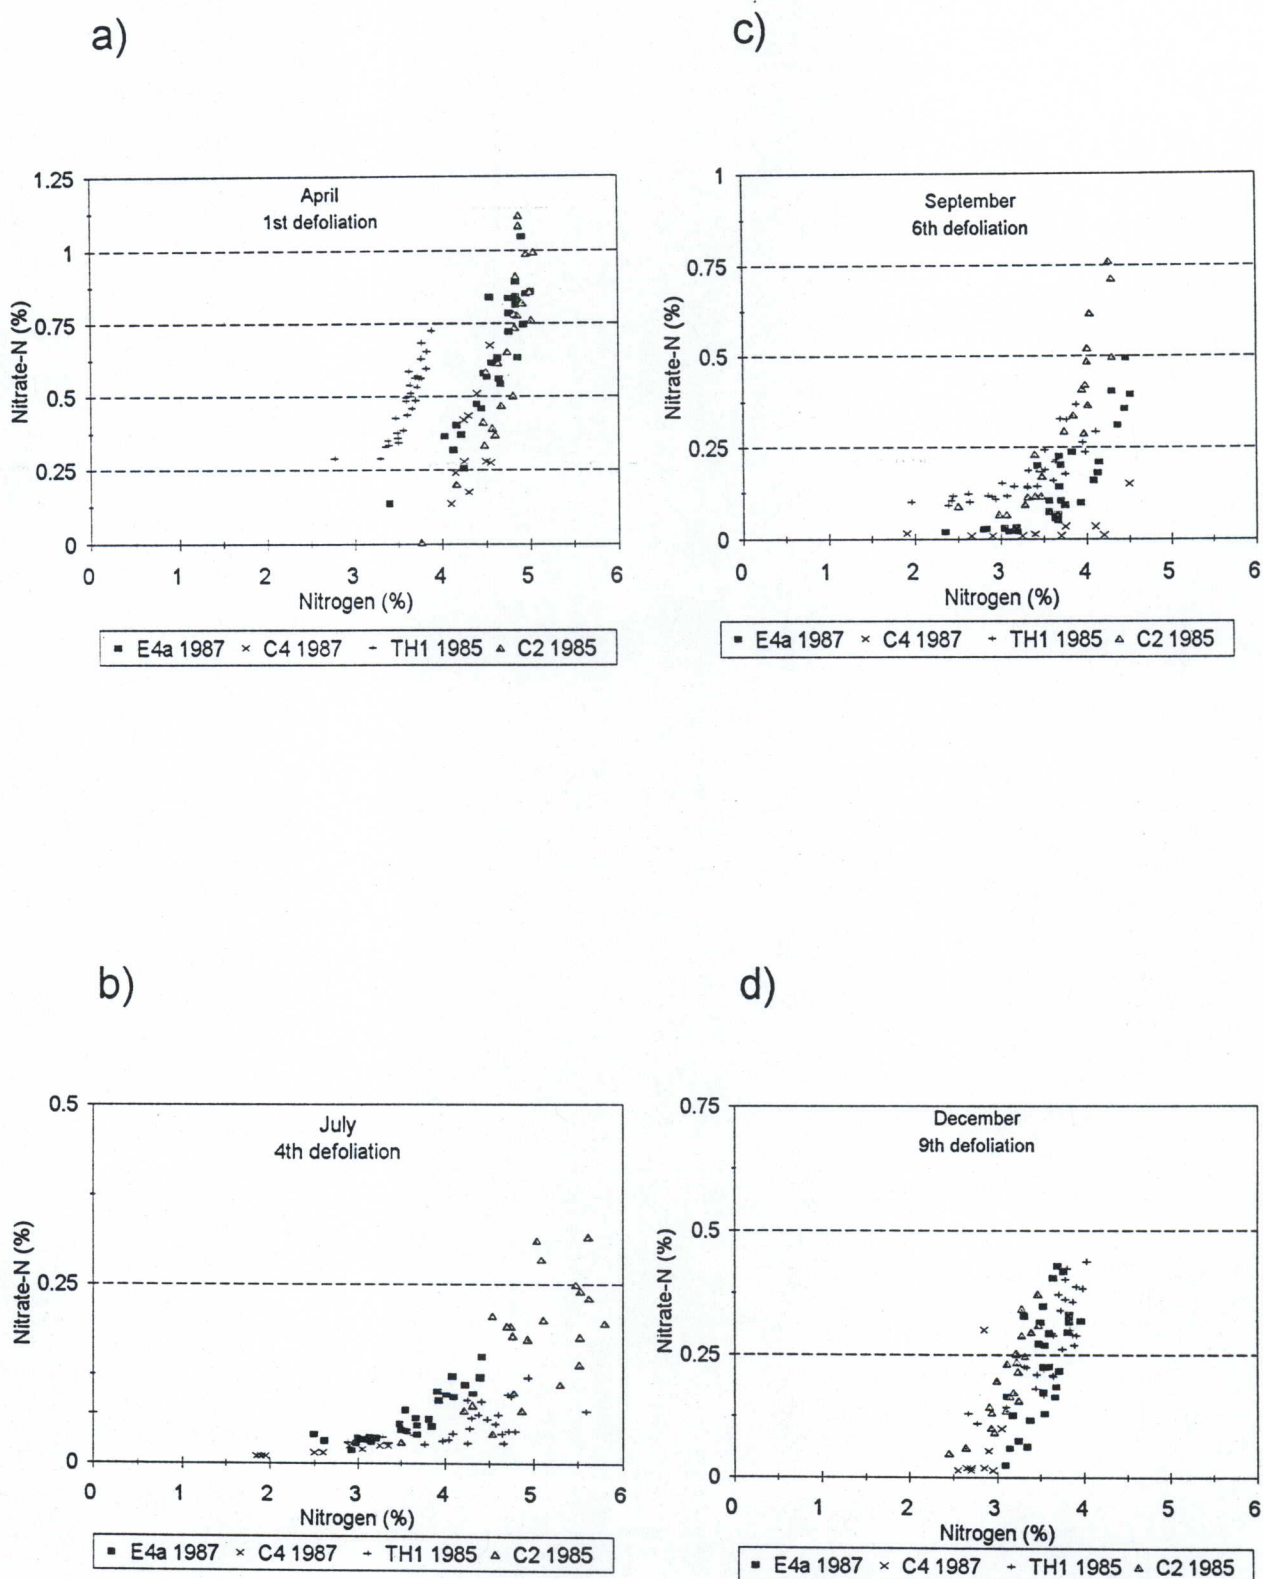 a)
1.25
1
0.75
0.5
0.25
0
Nitrate-N (%)
April
1st defoliation
0 1 2 3 4 5 6
Nitrogen (%)
E4a 1987 C4 1987 TH1 1985 C2 1985
c)
1
0.75
0.5
0.25
0
Nitrate-N (%)
September
6th defoliation
0 1 2 3 4 5 6
Nitrogen (%)
E4a 1987 C4 1987 TH1 1985 C2 1985
b)
0.5
0.25
0
Nitrate-N (%)
July
4th defoliation
0 1 2 3 4 5 6
Nitrogen (%)
E4a 1987 C4 1987 TH1 1985 C2 1985
d)
0.75
0.5
0.25
0
Nitrate-N (%)
December
9th defoliation
0 1 2 3 4 5 6
Nitrogen (%)
E4a 1987 C4 1987 TH1 1985 C2 1985